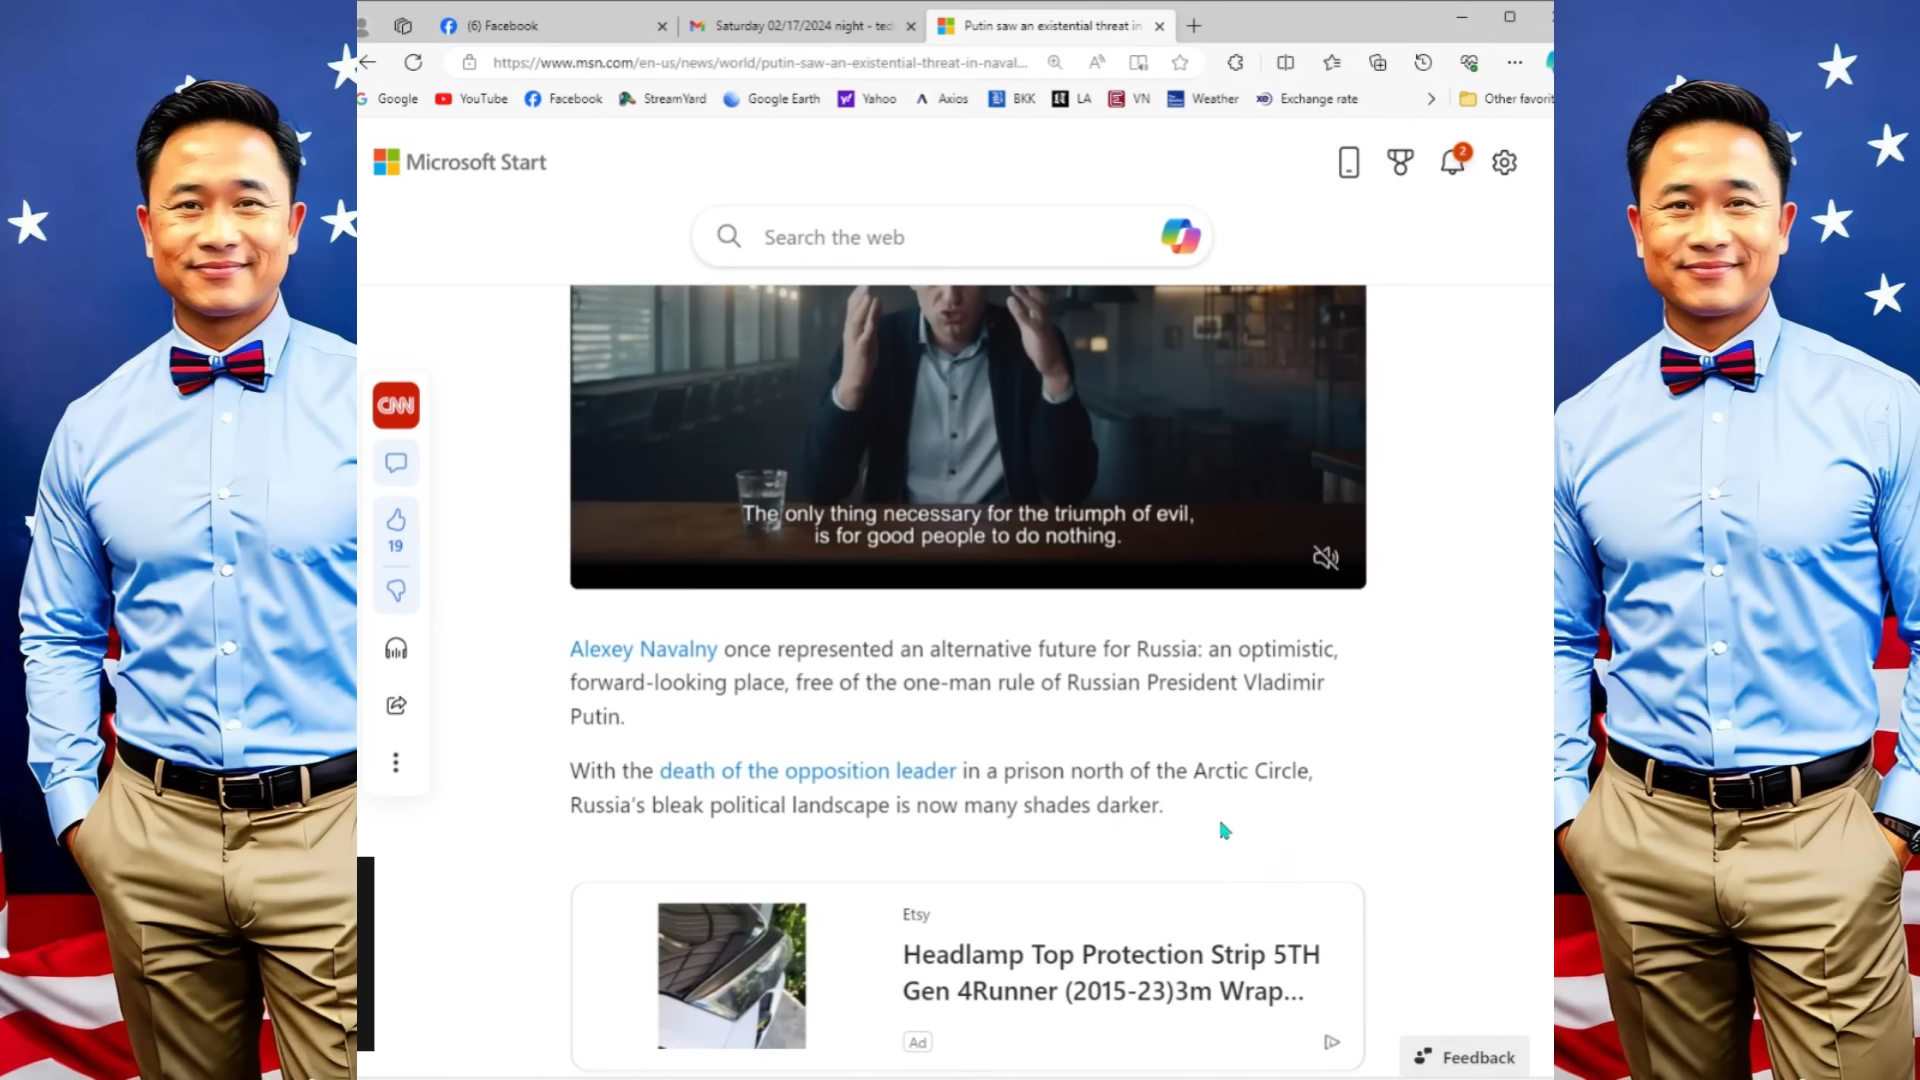 (6) Facebook
Saturday 02/17/2024 night - tec
Putin saw an existential threat in
https://www.msn.com/en-us/news/world/putin-saw-an-existential-threat-in-naval...
Google
YouTube
Facebook
StreamYard
Google Earth
Yahoo
Axios
BKK
LA
VN
Weather
Exchange rate
Other favorit
Microsoft Start
2
Search the web
CNN
19
The only thing necessary for the triumph of evil,
is for good people to do nothing.
Alexey Navalny once represented an alternative future for Russia: an optimistic,
forward-looking place, free of the one-man rule of Russian President Vladimir
Putin.
With the death of the opposition leader in a prison north of the Arctic Circle,
Russia's bleak political landscape is now many shades darker.
Etsy
Headlamp Top Protection Strip 5TH
Gen 4Runner (2015-23)3m Wrap...
Ad
Feedback